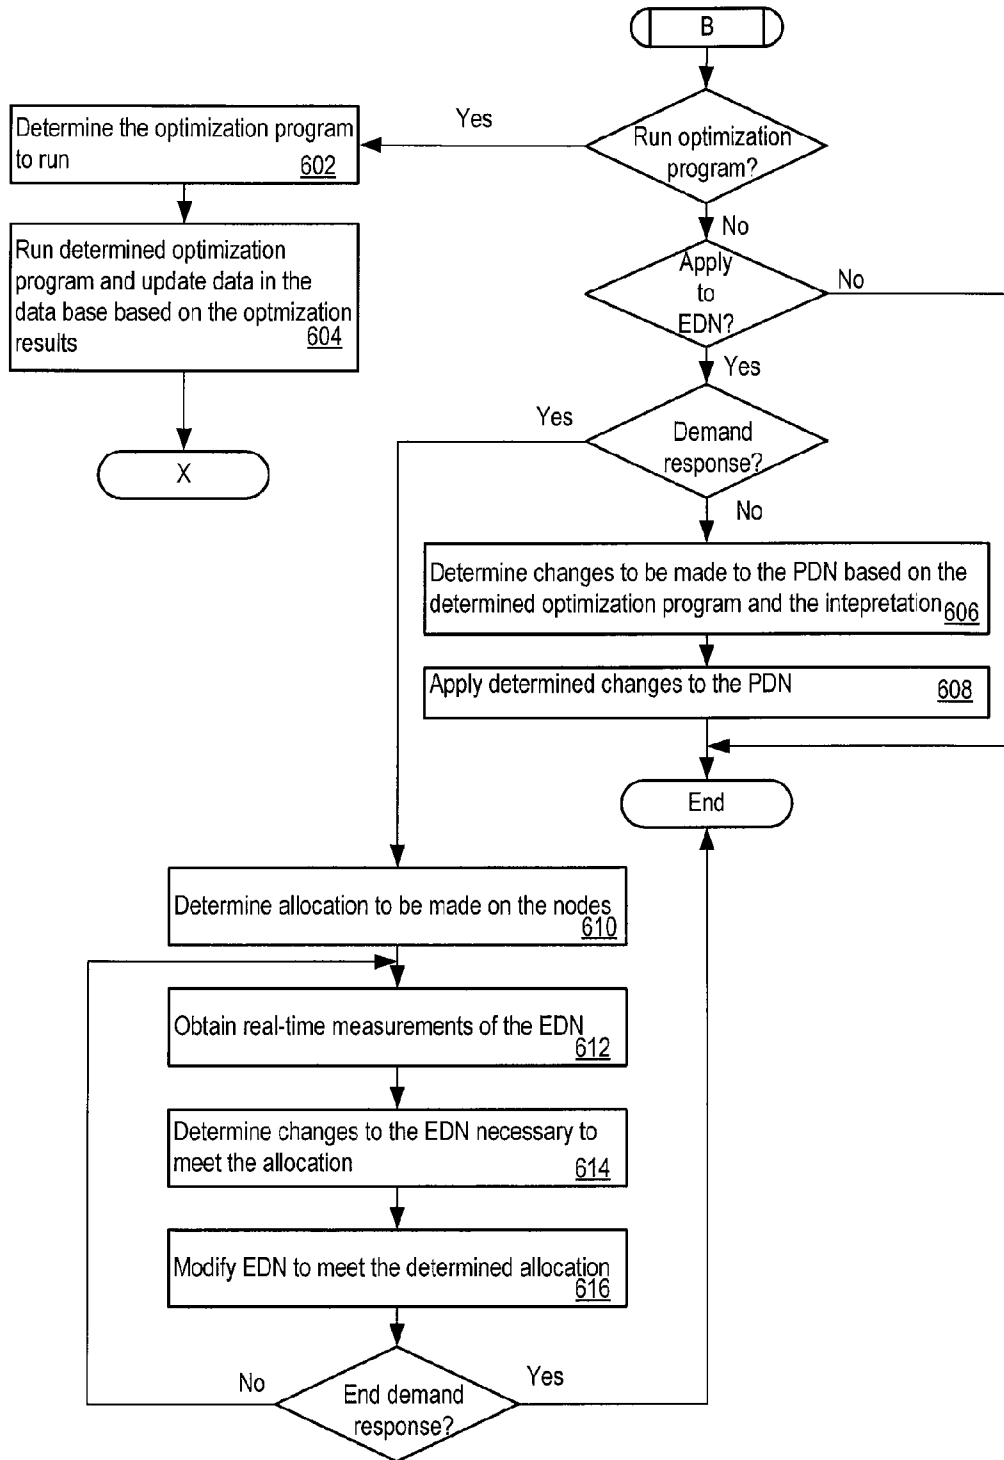 B
Run optimization
program?
Yes
Determine the optimization program
to run
602
No
Run determined optimization
program and update data in the
data base based on the optmization
results
604
Apply
to
EDN?
No
Yes
X
Demand
response?
Yes
No
Determine changes to be made to the PDN based on the
determined optimization program and the intepretation 606
Apply determined changes to the PDN 608
End
Determine allocation to be made on the nodes
610
Obtain real-time measurements of the EDN
612
Determine changes to the EDN necessary to
meet the allocation
614
Modify EDN to meet the determined allocation
616
End demand
response?
No
Yes